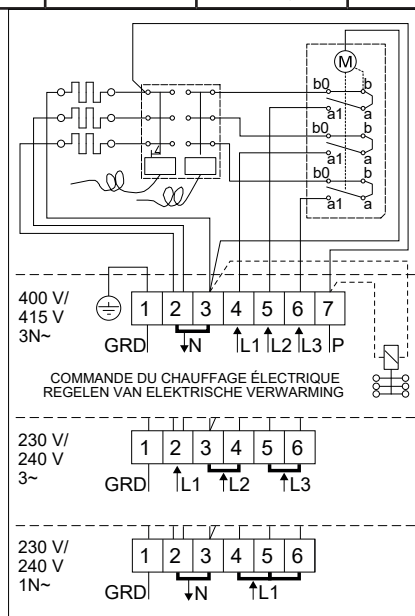 M
b0 b
a1 a
b0 b
a1 a
b0 b
a1 a
400 V/
415 V
3N~
1 2 3 4 5 6 7
GRD N L1 L2 L3 P
COMMANDE DU CHAUFFAGE ÉLECTRIQUE
REGELEN VAN ELEKTRISCHE VERWARMING
230 V/
240 V
3~
1 2 3 4 5 6
GRD L1 L2 L3
230 V/
240 V
1N~
1 2 3 4 5 6
GRD N L1